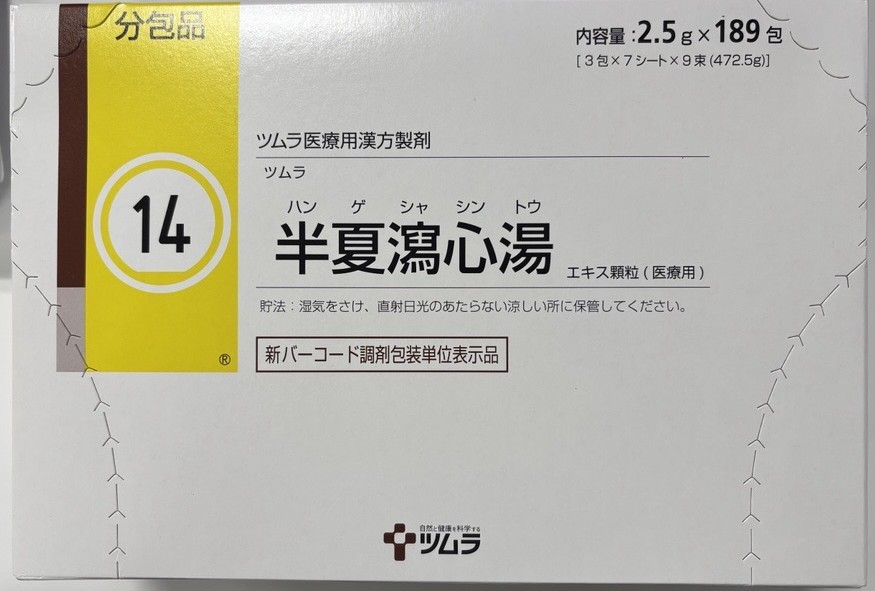 分包品
内容量:2.5g×189包
[3包×7シート×9束(472.5g)]
ツムラ医療用漢方製剤
ツムラ
ハン ゲ シャ シン トウ
14
半夏瀉心湯 エキス顆粒(医療用)
貯法:湿気をさけ、直射日光のあたらない涼しい所に保管してください。
®
新バーコード調剤包装単位表示品
自然と健康を科学する
ツムラ